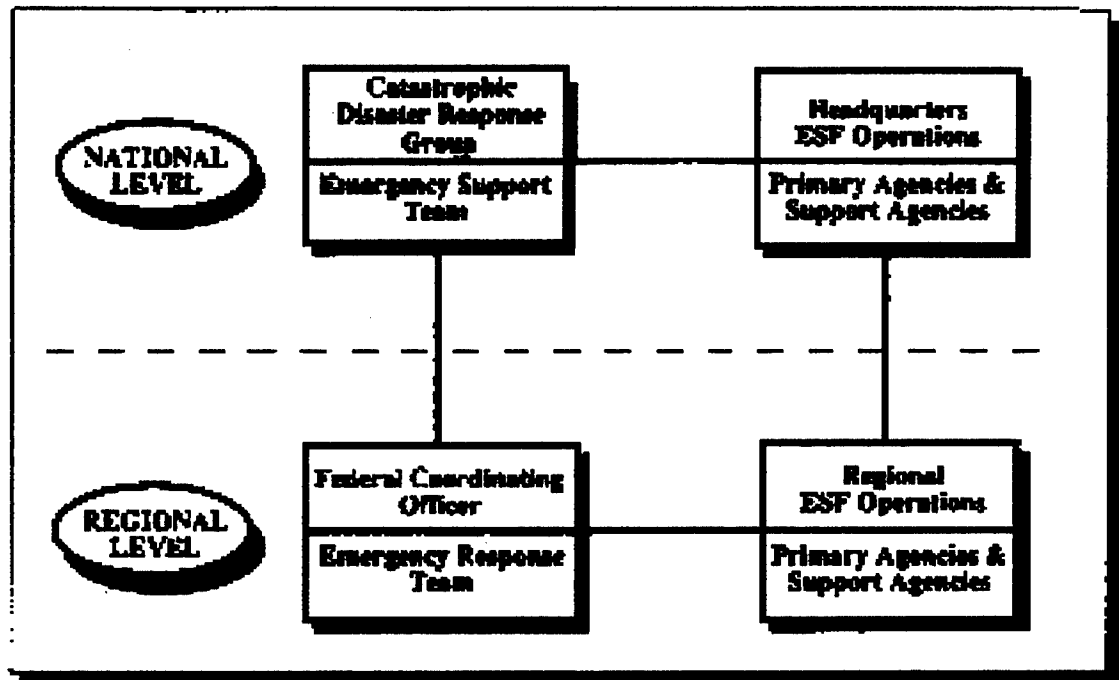 NATIONAL
LEVEL
Catastrophic
Disaster Response
Group
Emergency Support
Team
Headquarters
ESF Operations
Primary Agencies &
Support Agencies
REGIONAL
LEVEL
Federal Coordinating
Officer
Emergency Response
Team
Regional
ESF Operations
Primary Agencies &
Support Agencies